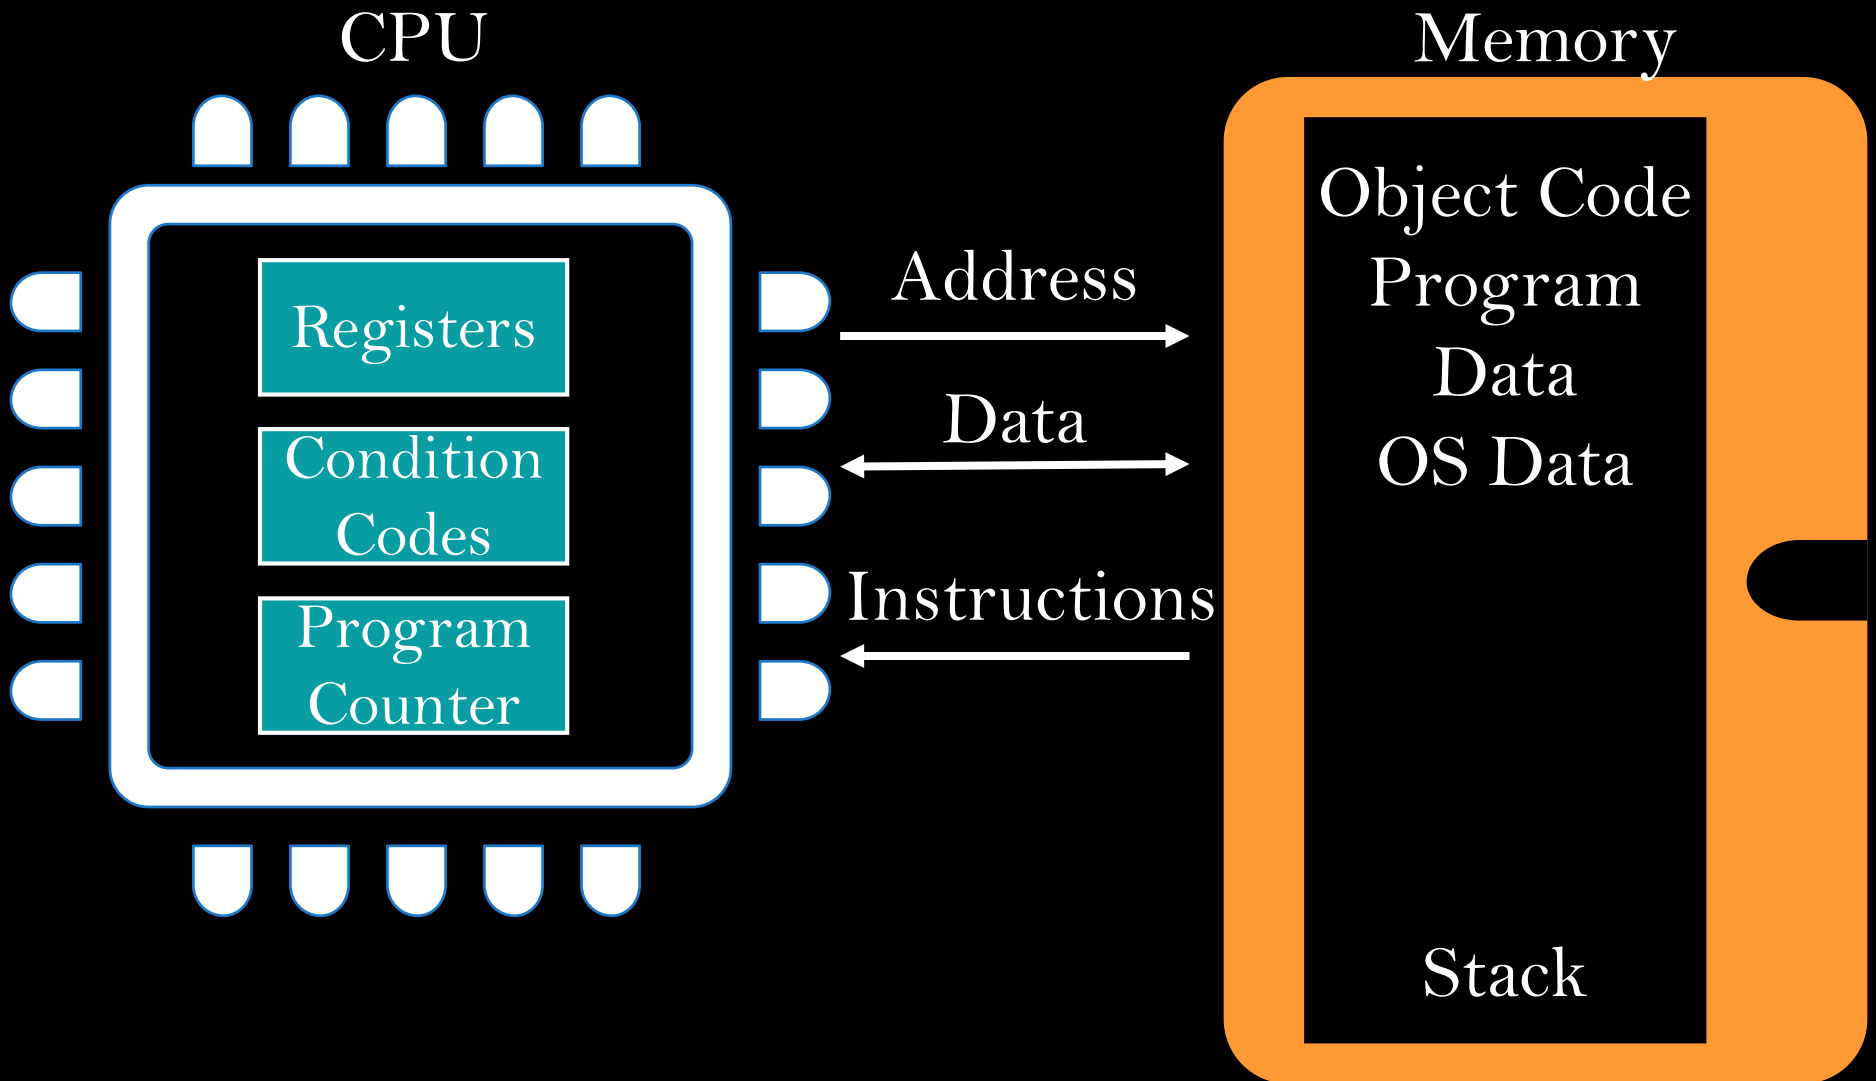 CPU
Registers
Condition
Codes
Program
Counter
Address
Data
Instructions
Memory
Object Code
Program
Data
OS Data
Stack